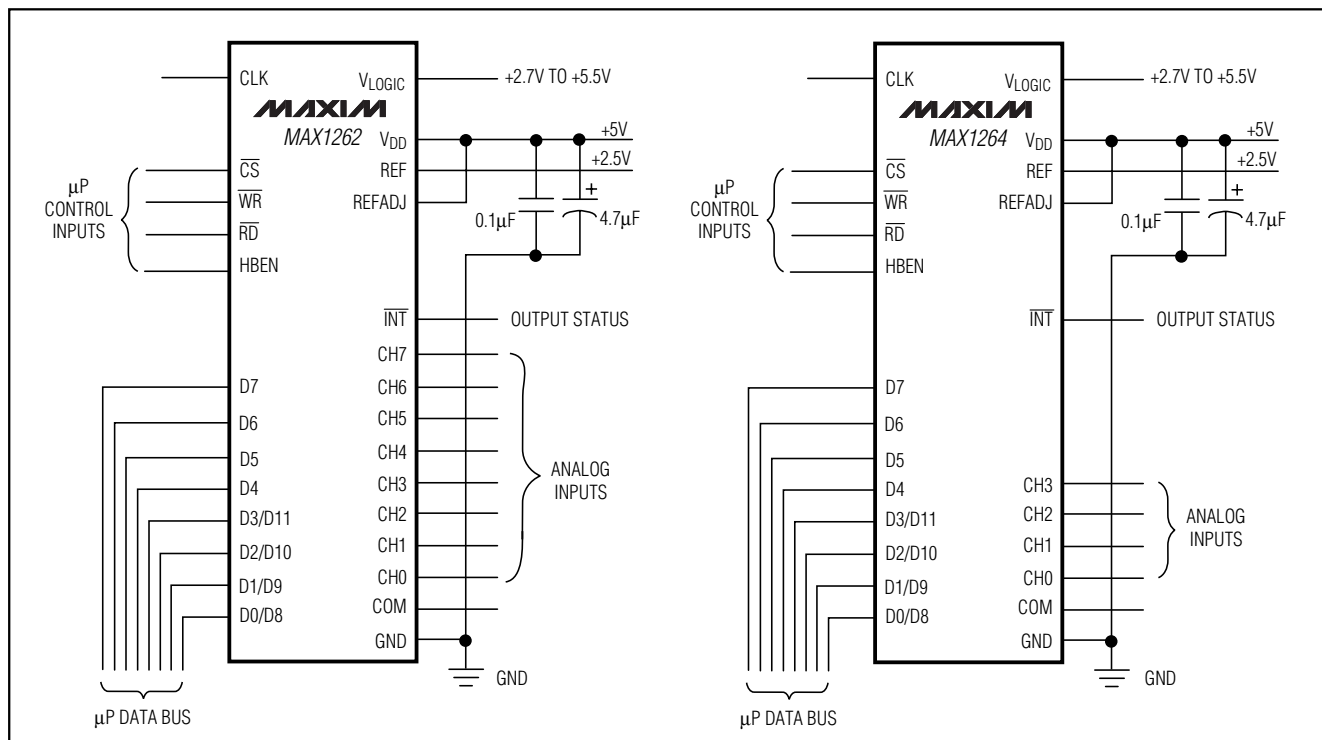 CLK
VLOGIC
+2.7V TO +5.5V
MAXIM
MAX1262
VDD
+5V
REF
+2.5V
REFADJ
0.1μF
+
4.7μF
CS
WR
RD
HBEN
μP
CONTROL
INPUTS
INT
OUTPUT STATUS
CH7
CH6
CH5
CH4
CH3
CH2
CH1
CH0
ANALOG
INPUTS
COM
GND
GND
D7
D6
D5
D4
D3/D11
D2/D10
D1/D9
D0/D8
μP DATA BUS
CLK
VLOGIC
+2.7V TO +5.5V
MAXIM
MAX1264
VDD
+5V
REF
+2.5V
REFADJ
0.1μF
+
4.7μF
CS
WR
RD
HBEN
μP
CONTROL
INPUTS
INT
OUTPUT STATUS
CH3
CH2
CH1
CH0
ANALOG
INPUTS
COM
GND
GND
D7
D6
D5
D4
D3/D11
D2/D10
D1/D9
D0/D8
μP DATA BUS